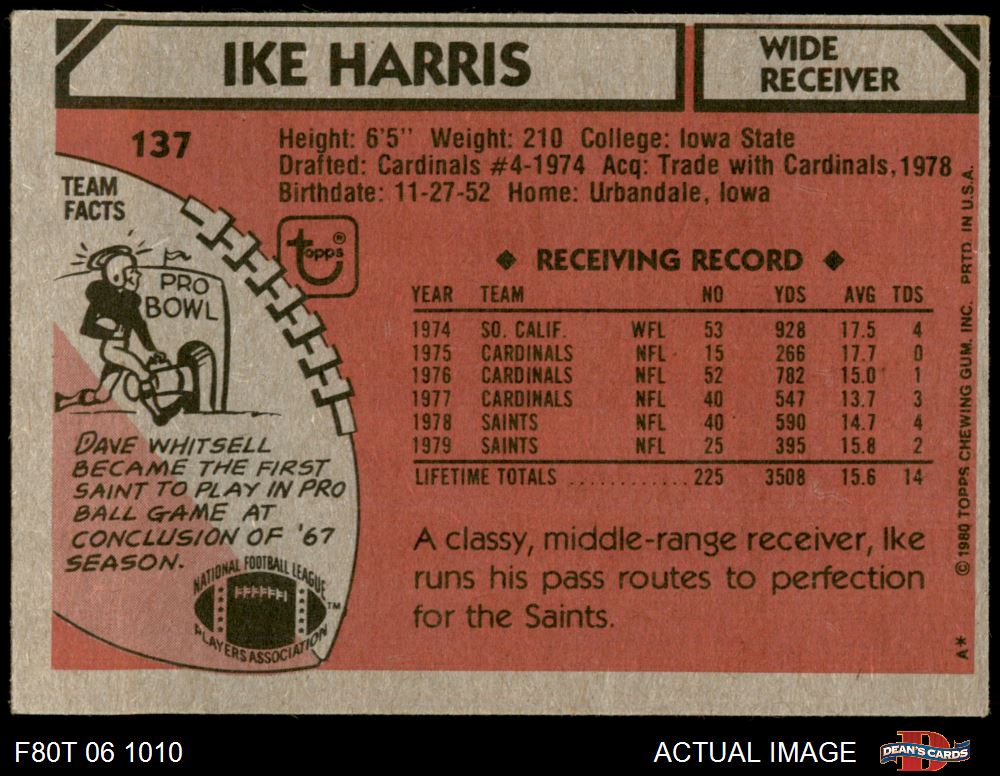 IKE HARRIS
WIDE
RECEIVER
137
Height: 6'5" Weight: 210 College: Iowa State
Drafted: Cardinals #4-1974 Acq: Trade with Cardinals, 1978
Birthdate: 11-27-52 Home: Urbandale, Iowa
TEAM
FACTS
topps®
PRO
BOWL
DAVE WHITSELL
BECAME THE FIRST
SAINT TO PLAY IN PRO
BALL GAME AT
CONCLUSION OF '67
SEASON.
NATIONAL FOOTBALL LEAGUE
PLAYERS ASSOCIATION
™
◆ RECEIVING RECORD ◆
YEAR TEAM NO YDS AVG TDS
1974 SO. CALIF. WFL 53 928 17.5 4
1975 CARDINALS NFL 15 266 17.7 0
1976 CARDINALS NFL 52 782 15.0 1
1977 CARDINALS NFL 40 547 13.7 3
1978 SAINTS NFL 40 590 14.7 4
1979 SAINTS NFL 25 395 15.8 2
LIFETIME TOTALS ............ 225 3508 15.6 14
A classy, middle-range receiver, Ike
runs his pass routes to perfection
for the Saints.
A* © 1980 TOPPS CHEWING GUM, INC. PRTD. IN U.S.A.
F80T 06 1010
ACTUAL IMAGE
D
DEAN'S CARDS